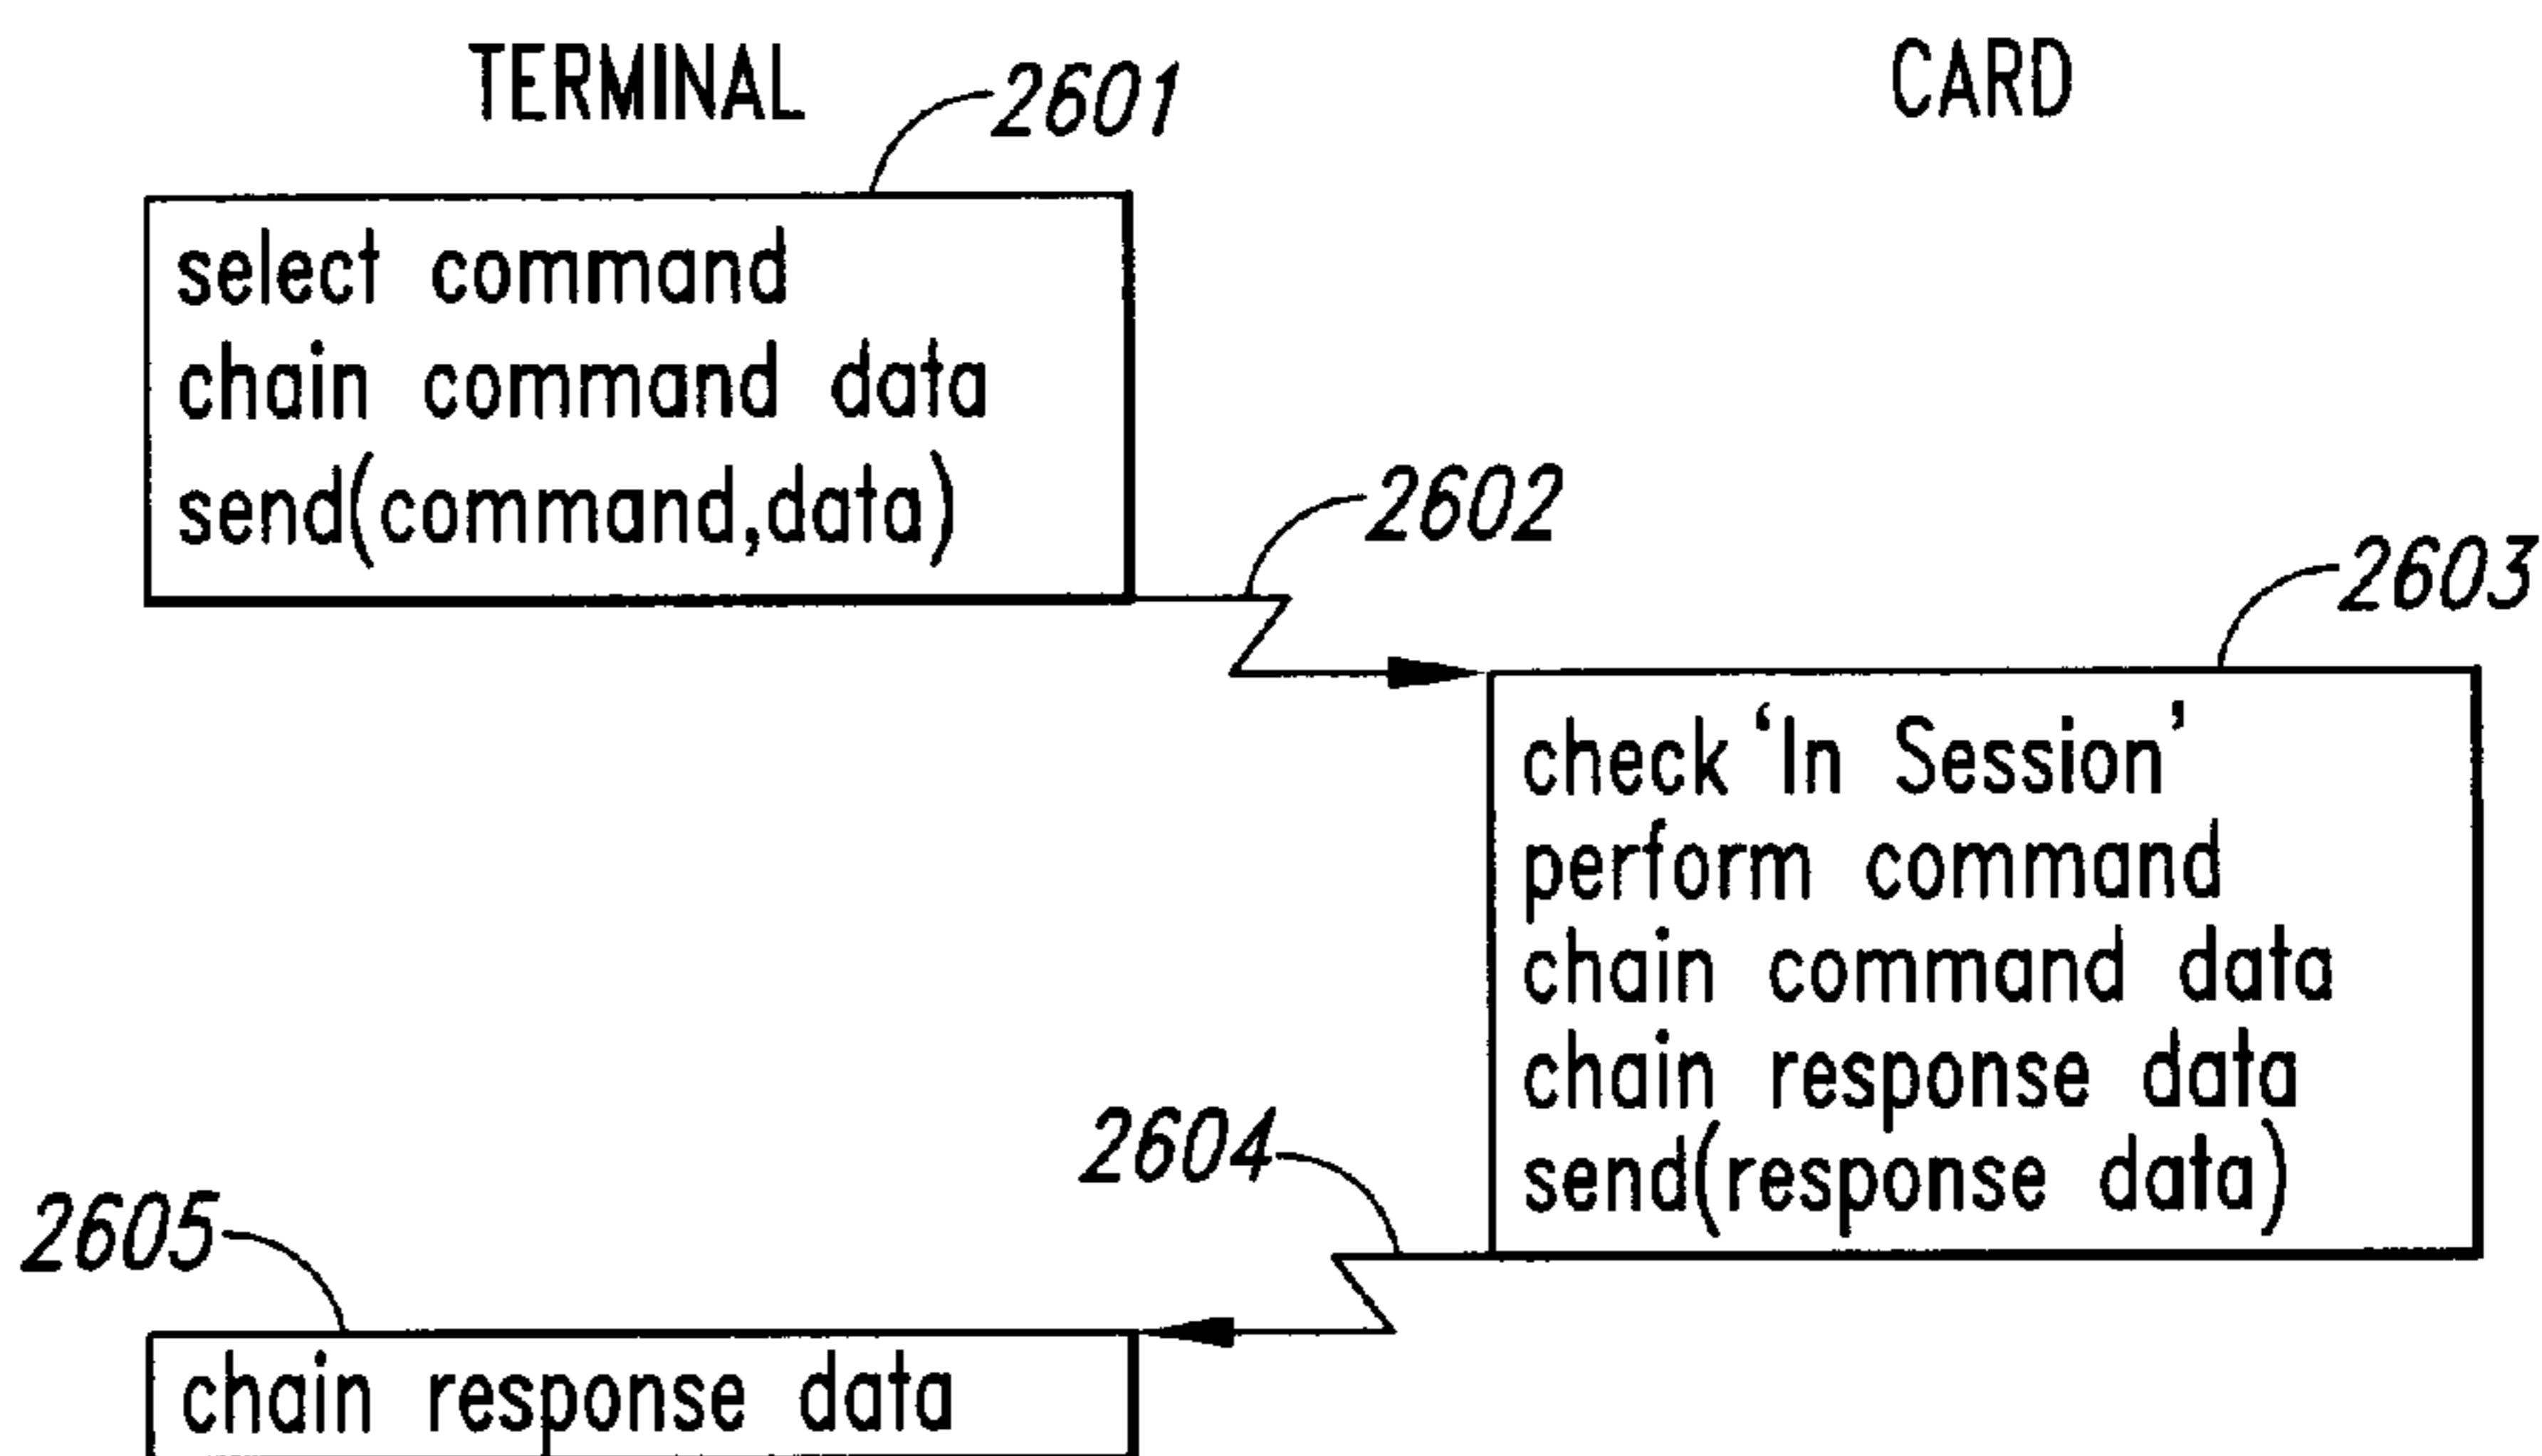 TERMINAL
CARD
2601
select command
chain command data
send(command,data)
2602
2603
check 'In Session'
perform command
chain command data
chain response data
send(response data)
2604
2605
chain response data